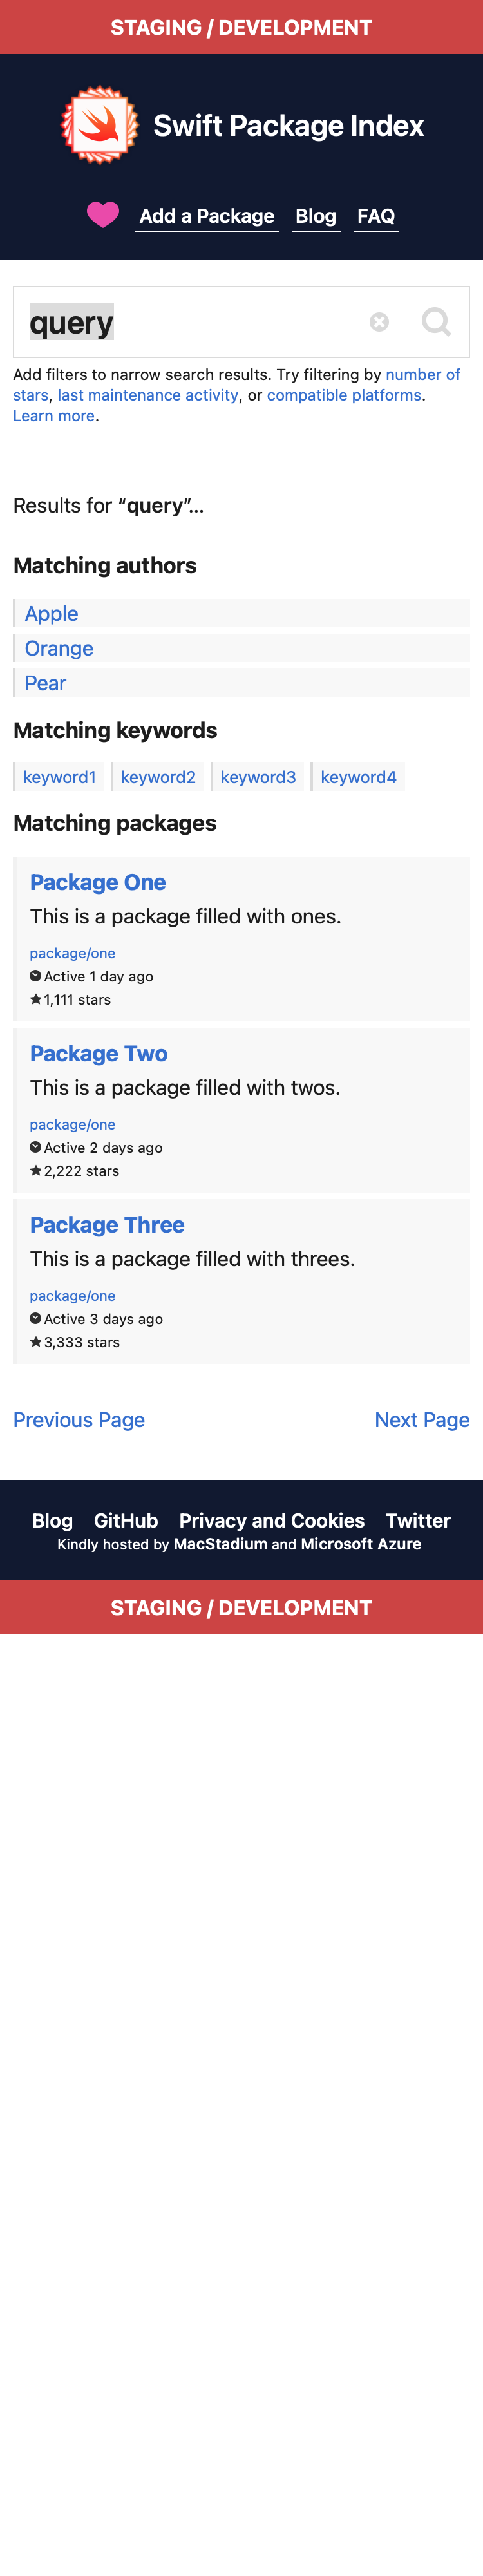 STAGING / DEVELOPMENT
Swift Package Index
Add a Package Blog FAQ
query
Add filters to narrow search results. Try filtering by number of
stars, last maintenance activity, or compatible platforms.
Learn more.
Results for “query”...
Matching authors
Apple
Orange
Pear
Matching keywords
keyword1 keyword2 keyword3 keyword4
Matching packages
Package One
This is a package filled with ones.
package/one
Active 1 day ago
1,111 stars
Package Two
This is a package filled with twos.
package/one
Active 2 days ago
2,222 stars
Package Three
This is a package filled with threes.
package/one
Active 3 days ago
3,333 stars
Previous Page Next Page
Blog GitHub Privacy and Cookies Twitter
Kindly hosted by MacStadium and Microsoft Azure
STAGING / DEVELOPMENT